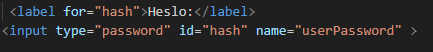 <label for="hash">Heslo:</label>
<input type="password" id="hash" name="userPassword" >